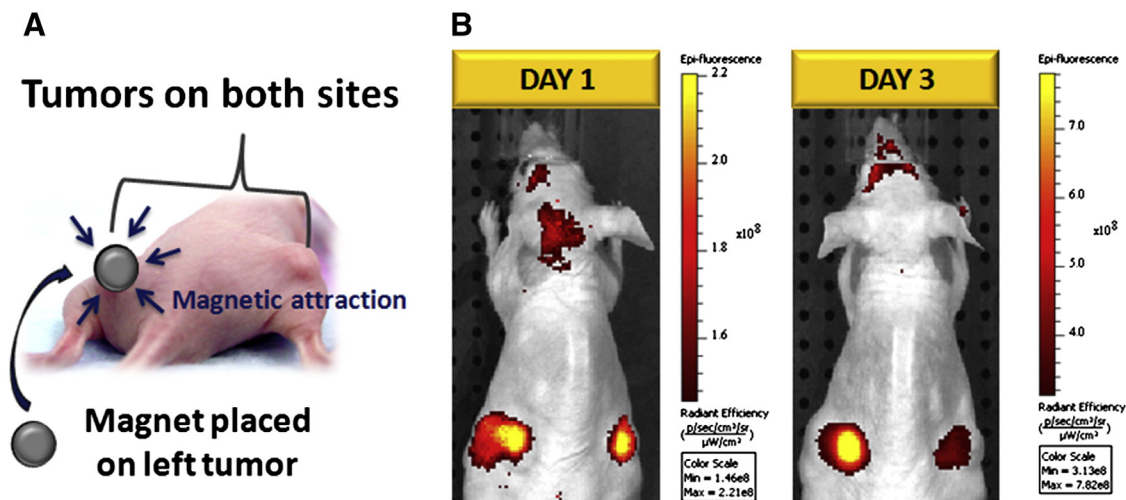 A
Tumors on both sites
Magnetic attraction
Magnet placed
on left tumor
B
DAY 1
Epi-fluorescence
2.2
2.0
1.8
x10⁸
1.6
Radiant Efficiency
(p/sec/cm²/sr
µW/cm²)
Color Scale
Min = 1.46e8
Max = 2.21e8
DAY 3
Epi-fluorescence
7.0
6.0
x10⁸
5.0
4.0
Radiant Efficiency
(p/sec/cm²/sr
µW/cm²)
Color Scale
Min = 3.13e8
Max = 7.82e8